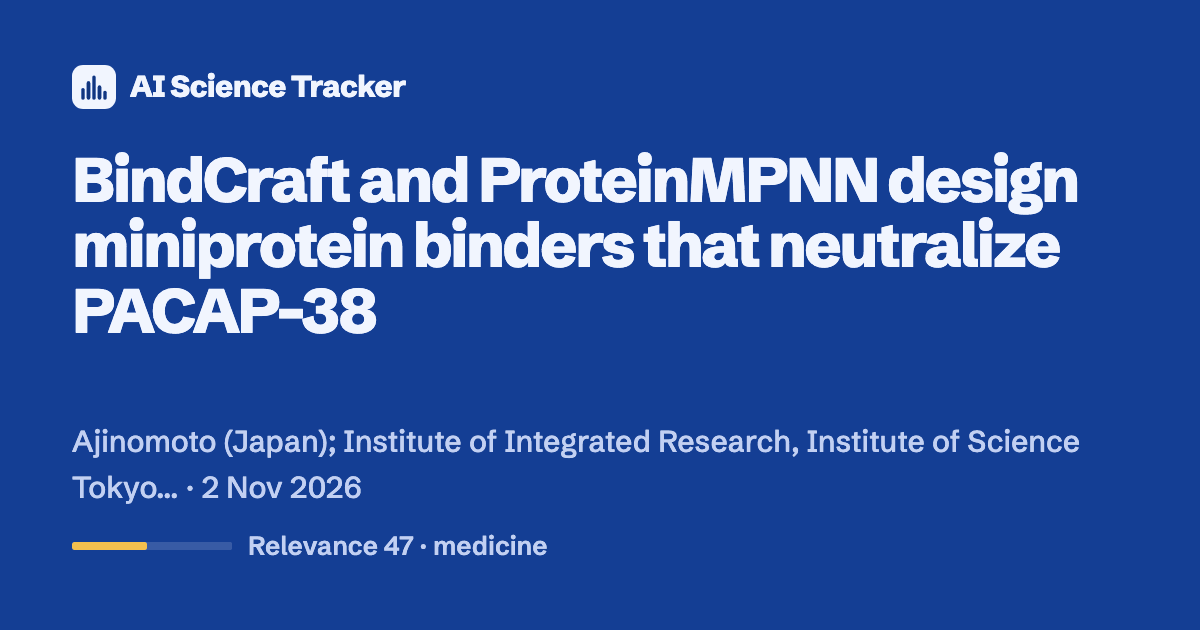 AI Science Tracker
BindCraft and ProteinMPNN design
miniprotein binders that neutralize
PACAP-38
Ajinomoto (Japan); Institute of Integrated Research, Institute of Science
Tokyo... · 2 Nov 2026
Relevance 47 · medicine